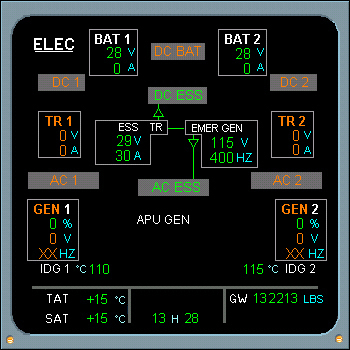 ELEC
BAT 1
28 V
0 A
DC BAT
BAT 2
28 V
0 A
DC 1
DC ESS
DC 2
TR 1
0 V
0 A
ESS TR
29 V
30 A
EMER GEN
115 V
400 HZ
TR 2
0 V
0 A
AC 1
AC ESS
AC 2
GEN 1
0 %
0 V
XX HZ
APU GEN
GEN 2
0 %
0 V
XX HZ
IDG 1 °C 110
115 °C IDG 2
TAT +15 °C
GW 132213 LBS
SAT +15 °C
13 H 28